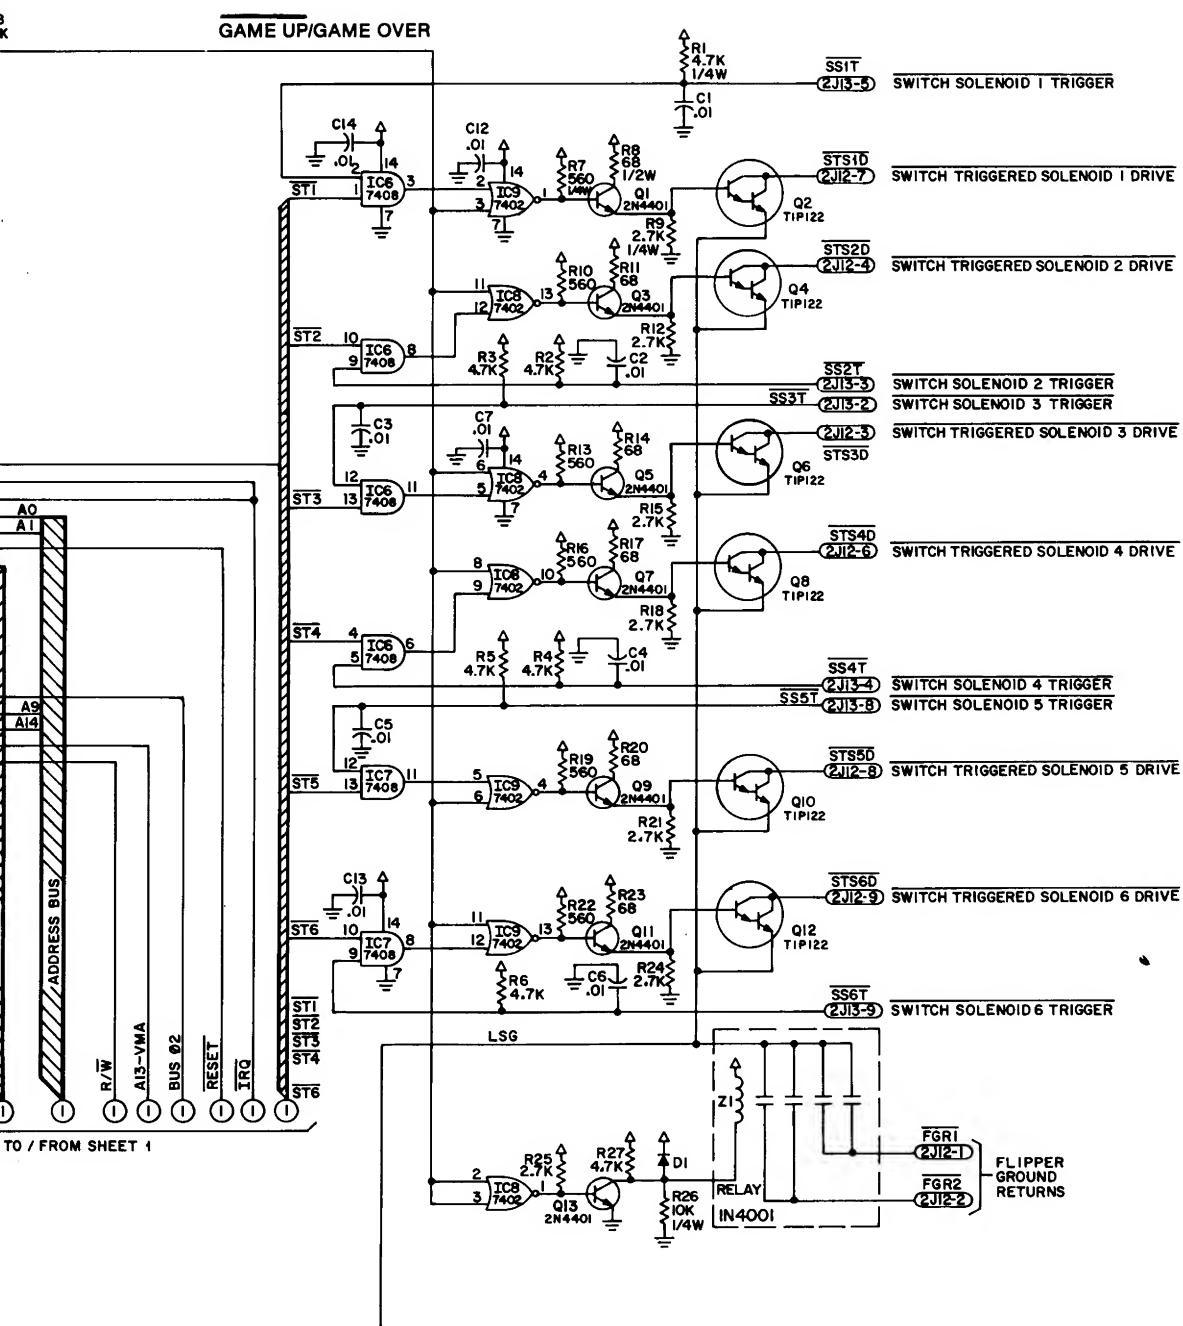 K
GAME UP/GAME OVER
R1
4.7K
1/4W
SS1T
2J13-5 SWITCH SOLENOID 1 TRIGGER
C1
.01
C14
.01
C12
.01
14
14
ST1
2
1
IC6
7408
3
7
2
3
IC9
7402
1
7
R7
560
1/4W
R8
68
1/2W
Q1
2N4401
R9
2.7K
1/4W
Q2
TIP122
STS1D
2J12-7 SWITCH TRIGGERED SOLENOID 1 DRIVE
11
12
IC8
7402
13
R10
560
R11
68
Q3
2N4401
R12
2.7K
Q4
TIP122
STS2D
2J12-4 SWITCH TRIGGERED SOLENOID 2 DRIVE
ST2
10
9
IC6
7408
8
R3
4.7K
R2
4.7K
C2
.01
SS2T
2J13-3 SWITCH SOLENOID 2 TRIGGER
SS3T
2J13-2 SWITCH SOLENOID 3 TRIGGER
C3
.01
C7
.01
14
ST3
12
13
IC6
7408
11
6
5
IC8
7402
4
7
R13
560
R14
68
Q5
2N4401
R15
2.7K
Q6
TIP122
2J12-3 SWITCH TRIGGERED SOLENOID 3 DRIVE
STS3D
8
9
IC8
7402
10
R16
560
R17
68
Q7
2N4401
R18
2.7K
Q8
TIP122
STS4D
2J12-6 SWITCH TRIGGERED SOLENOID 4 DRIVE
ST4
4
5
IC6
7408
6
R5
4.7K
R4
4.7K
C4
.01
SS4T
2J13-4 SWITCH SOLENOID 4 TRIGGER
SS5T
2J13-8 SWITCH SOLENOID 5 TRIGGER
C5
.01
ST5
12
13
IC7
7408
11
5
6
IC9
7402
4
R19
560
R20
68
Q9
2N4401
R21
2.7K
Q10
TIP122
STS5D
2J12-8 SWITCH TRIGGERED SOLENOID 5 DRIVE
C13
.01
14
ST6
10
9
IC7
7408
8
7
11
12
IC9
7402
13
R22
560
R23
68
Q11
2N4401
R24
2.7K
Q12
TIP122
STS6D
2J12-9 SWITCH TRIGGERED SOLENOID 6 DRIVE
R6
4.7K
C6
.01
SS6T
2J13-9 SWITCH SOLENOID 6 TRIGGER
A0
A1
A9
A14
ADDRESS BUS
R/W
A13-VMA
BUS Ø2
RESET
IRQ
ST1
ST2
ST3
ST4
ST6
1 1 1 1 1 1 1 1
TO / FROM SHEET 1
LSG
2
3
IC8
7402
1
R25
2.7K
Q13
2N4401
R27
4.7K
D1
R26
10K
1/4W
Z1
RELAY
1N4001
FGR1
2J12-1
FGR2
2J12-2
FLIPPER
GROUND
RETURNS